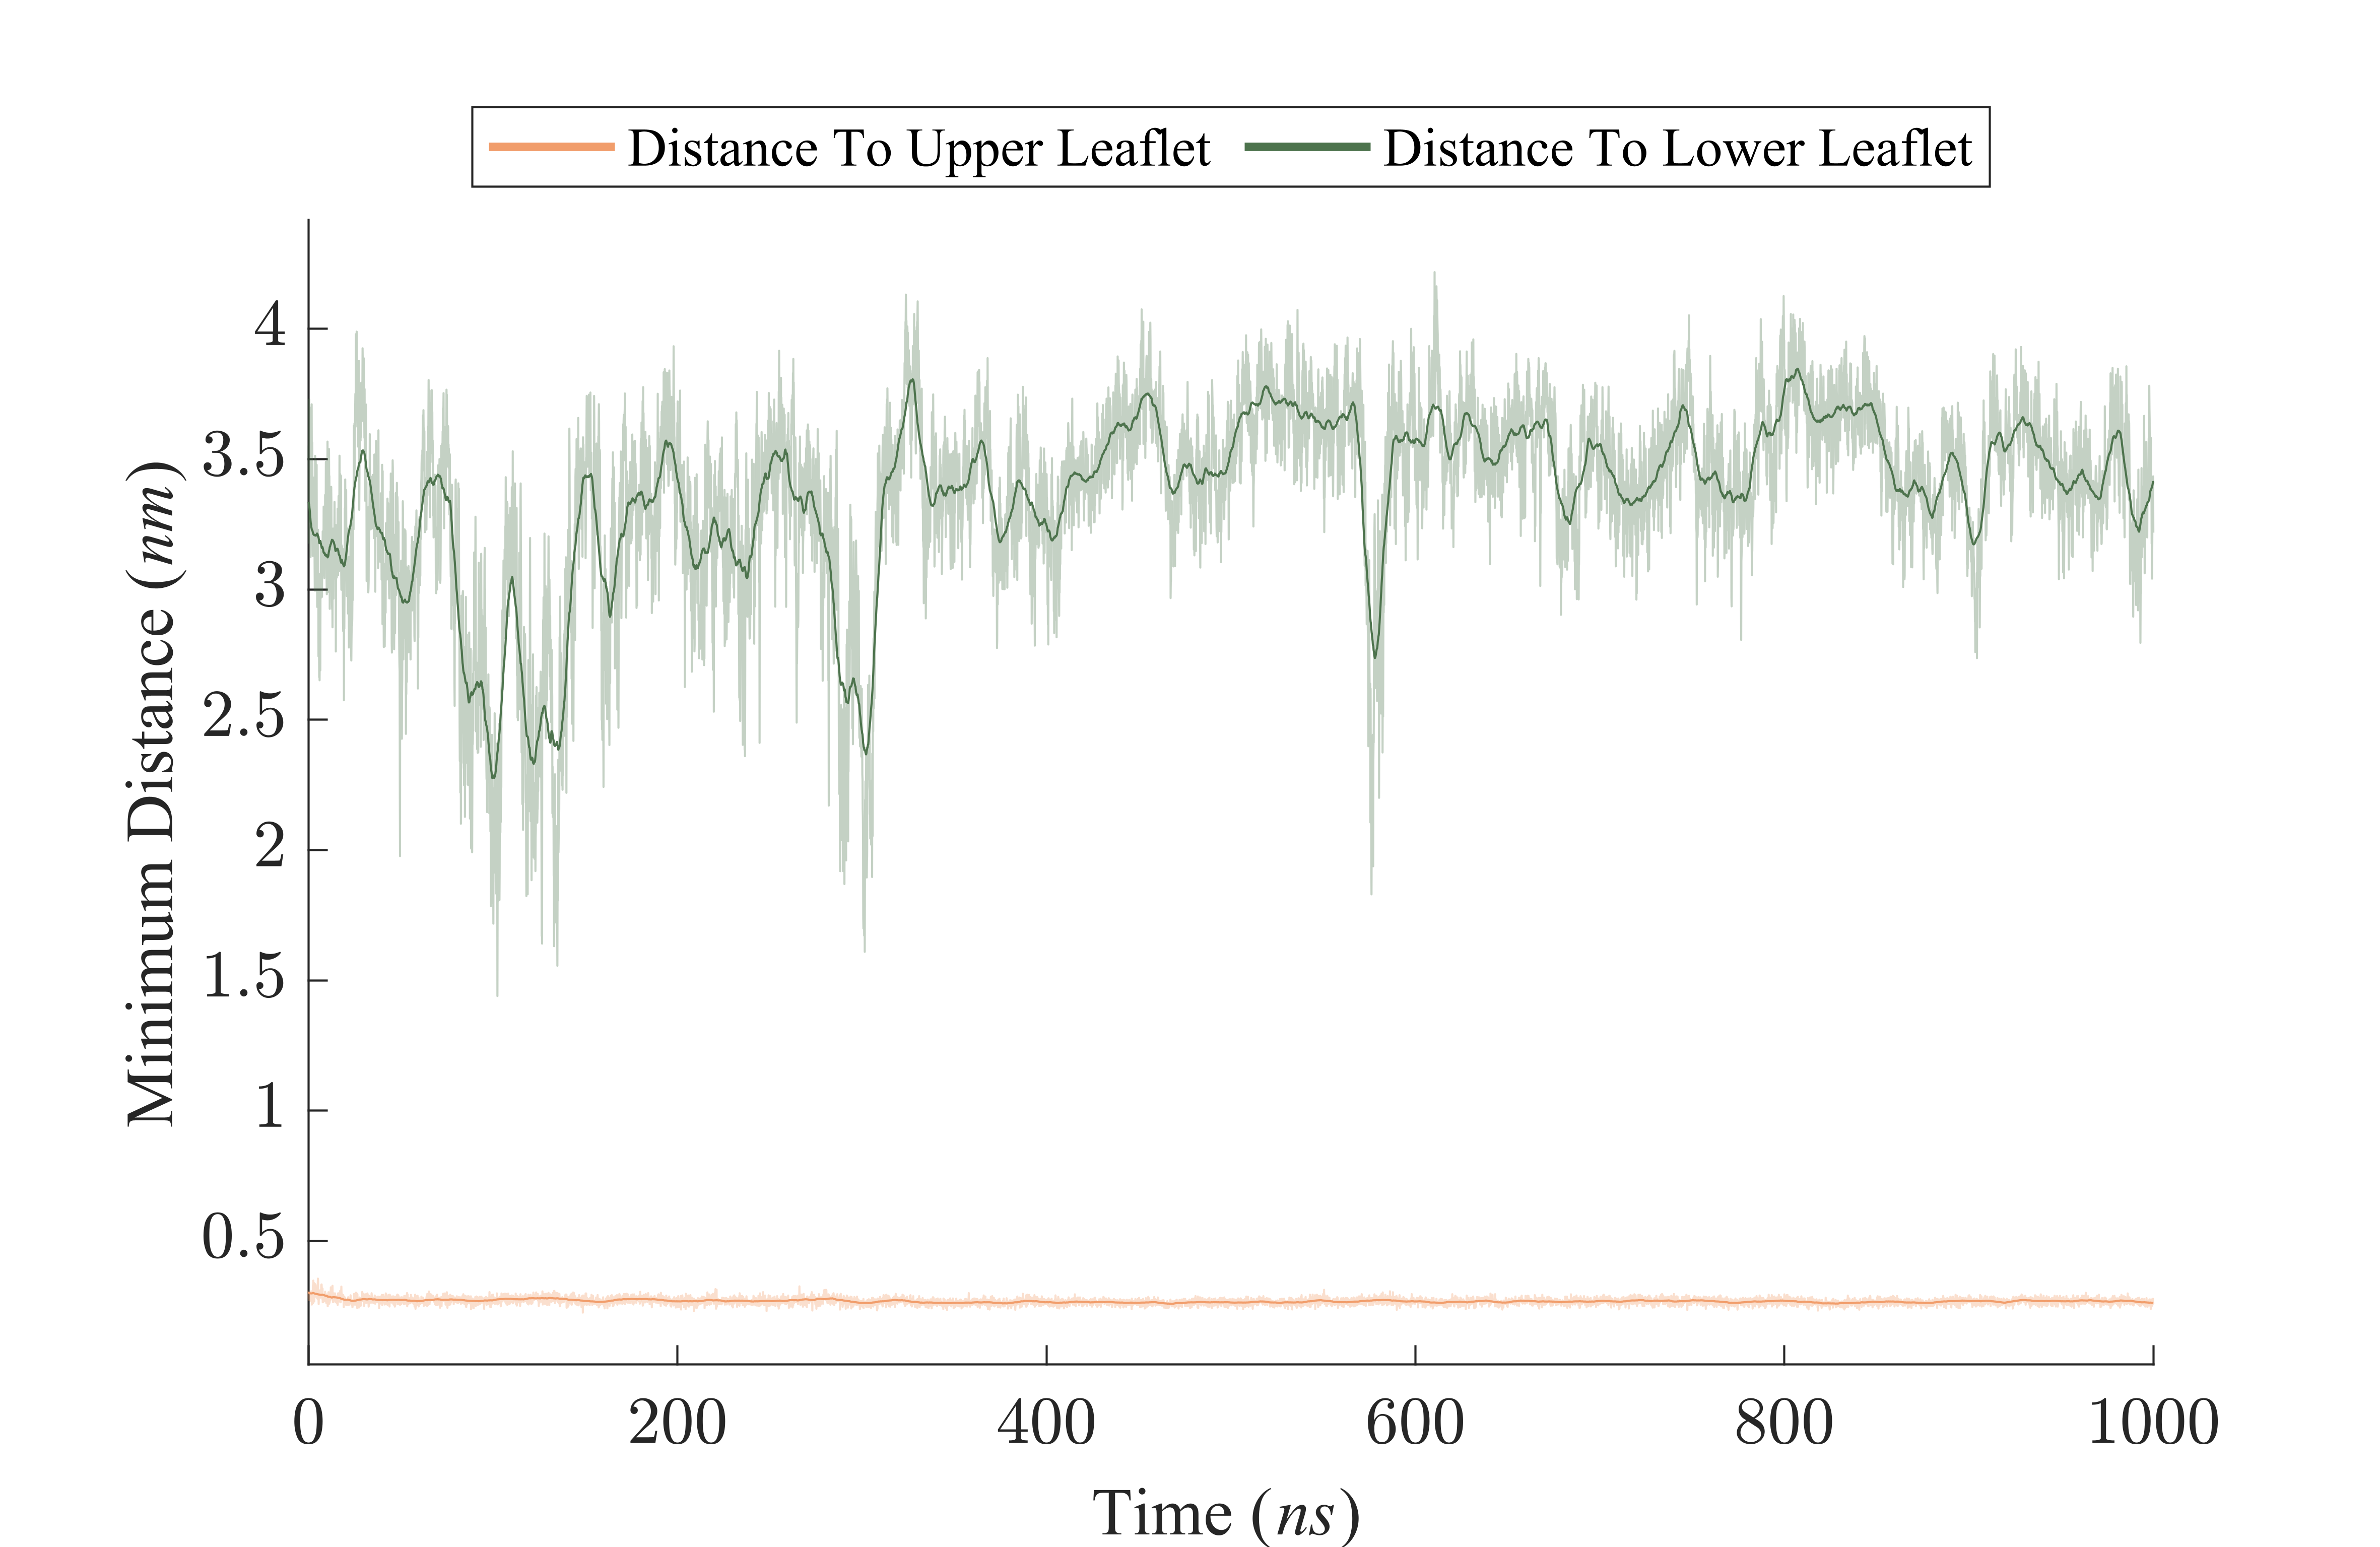 Distance To Upper Leaflet Distance To Lower Leaflet
4
3.5
3
2.5
2
1.5
1
0.5
Minimum Distance (nm)
0 200 400 600 800 1000
Time (ns)